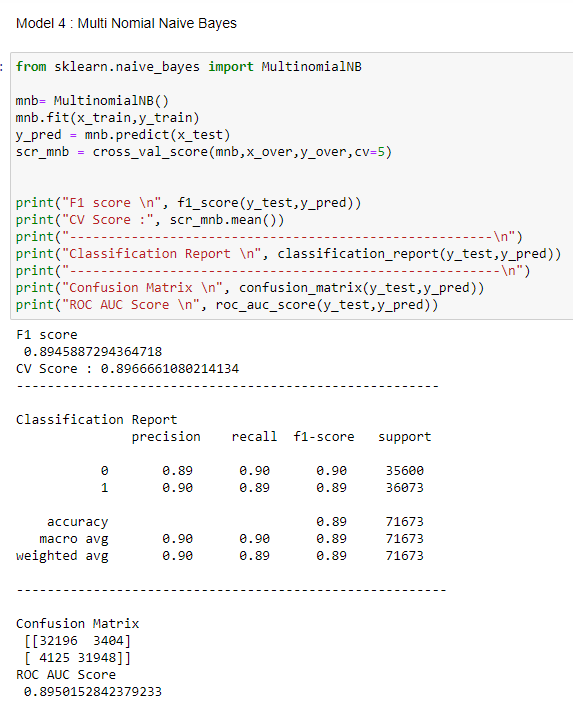 Model 4 : Multi Nomial Naive Bayes
: from sklearn.naive_bayes import MultinomialNB
mnb= MultinomialNB()
mnb.fit(x_train,y_train)
y_pred = mnb.predict(x_test)
scr_mnb = cross_val_score(mnb,x_over,y_over,cv=5)
print("F1 score \n", f1_score(y_test,y_pred))
print("CV Score :", scr_mnb.mean())
print("-------------------------------------------------------\n")
print("Classification Report \n", classification_report(y_test,y_pred))
print("--------------------------------------------------------\n")
print("Confusion Matrix \n", confusion_matrix(y_test,y_pred))
print("ROC AUC Score \n", roc_auc_score(y_test,y_pred))
F1 score
0.8945887294364718
CV Score : 0.8966661080214134
-------------------------------------------------------
Classification Report
precision recall f1-score support
0 0.89 0.90 0.90 35600
1 0.90 0.89 0.89 36073
accuracy 0.89 71673
macro avg 0.90 0.90 0.89 71673
weighted avg 0.90 0.89 0.89 71673
--------------------------------------------------------
Confusion Matrix
[[32196 3404]
[ 4125 31948]]
ROC AUC Score
0.8950152842379233